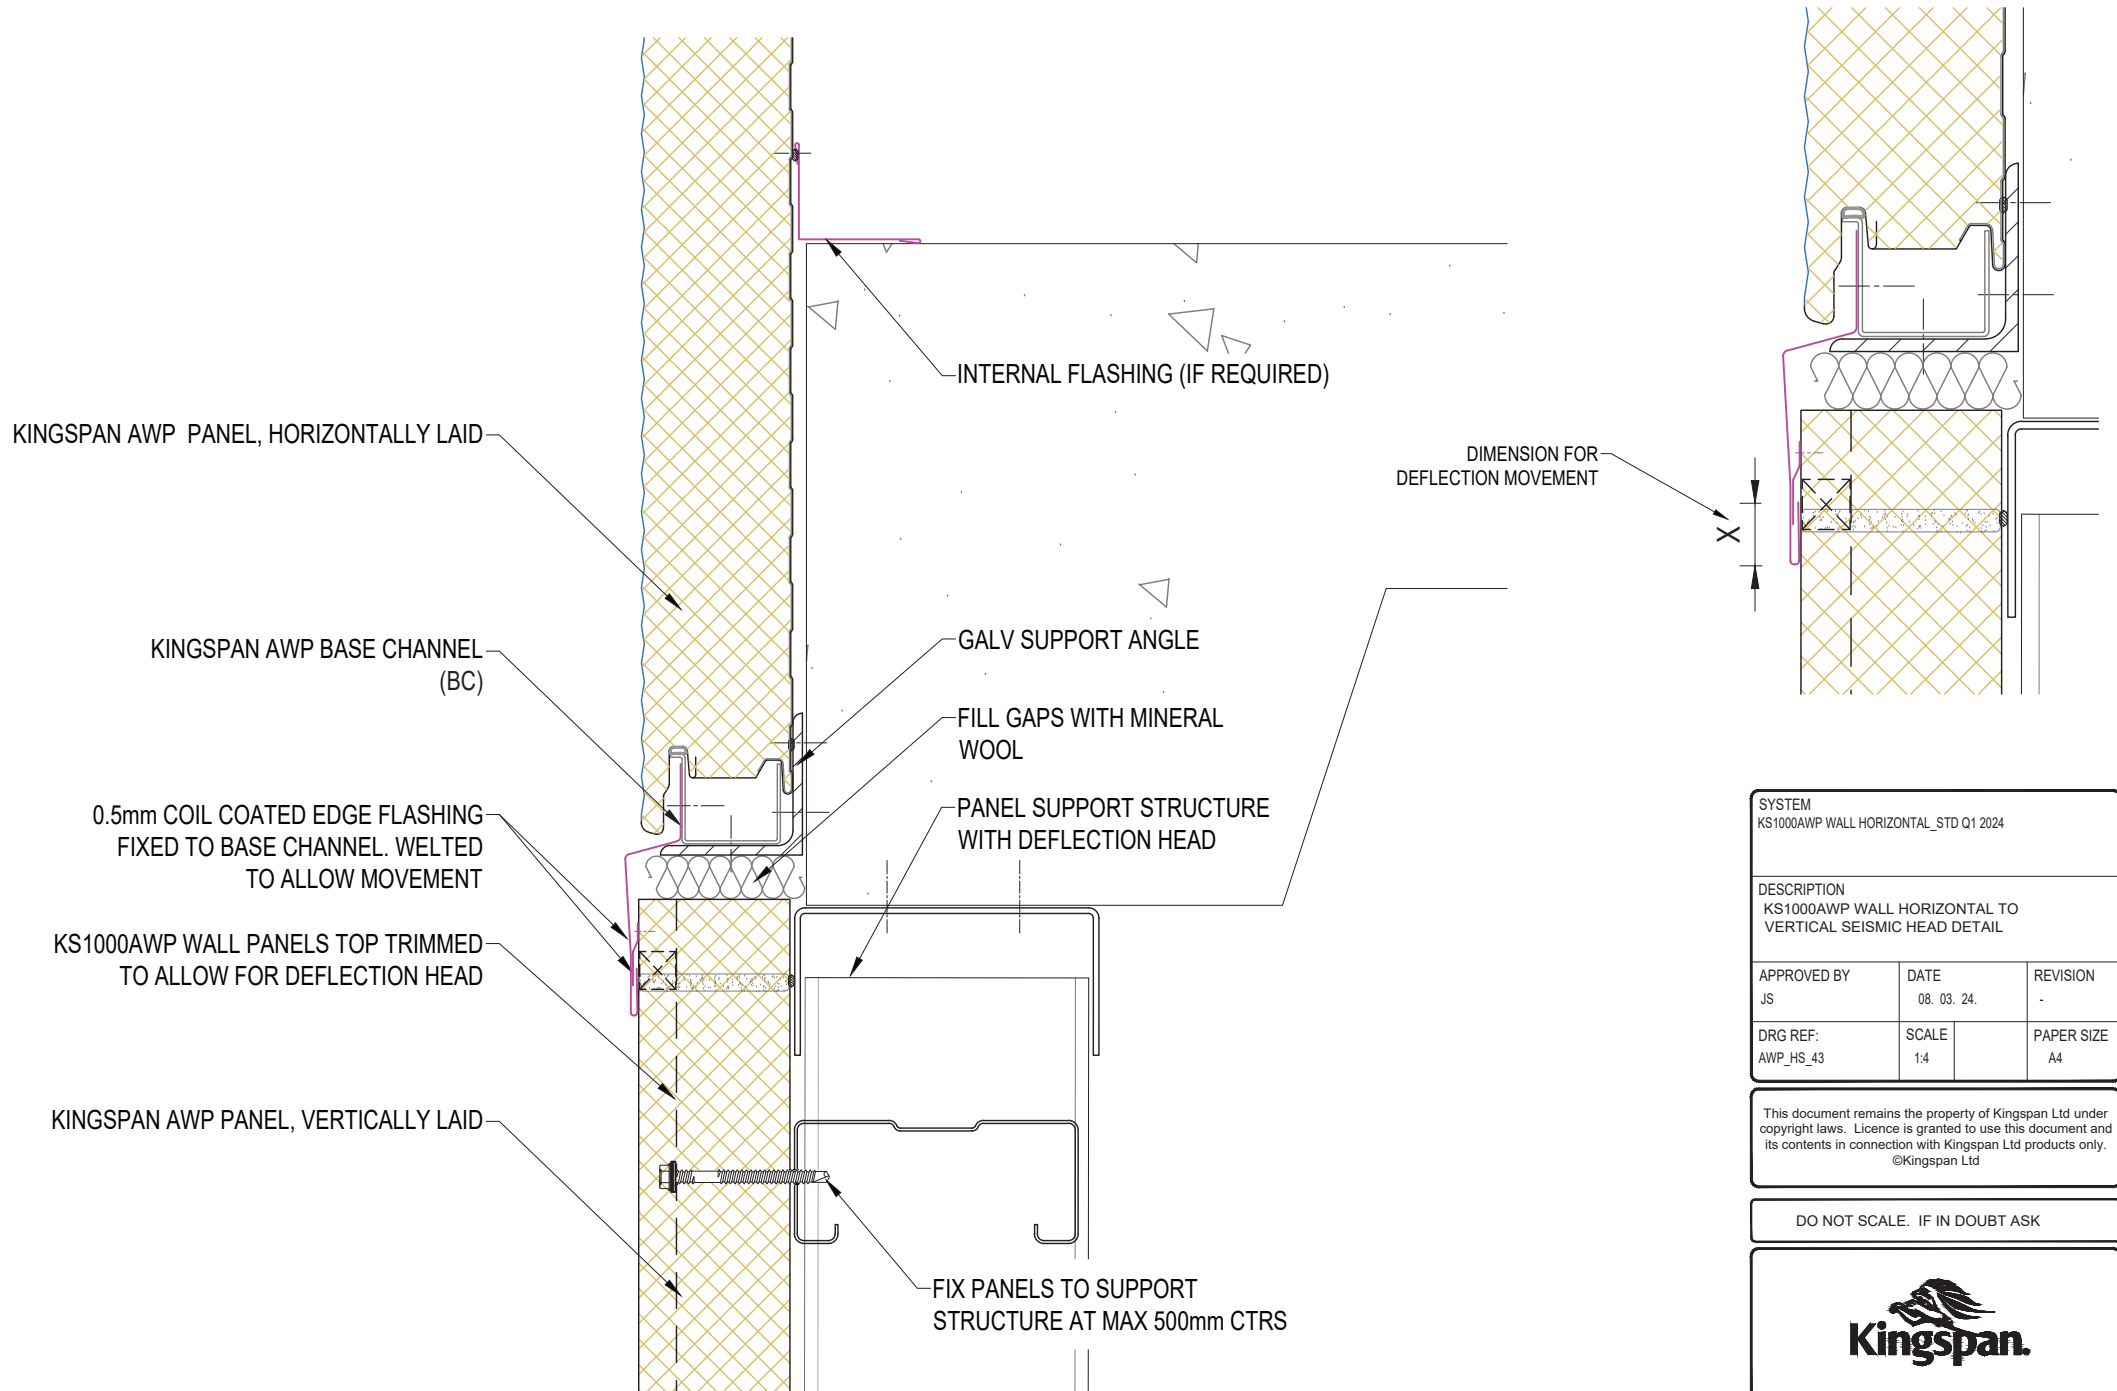 INTERNAL FLASHING (IF REQUIRED)
KINGSPAN AWP PANEL, HORIZONTALLY LAID
DIMENSION FOR
DEFLECTION MOVEMENT
X
KINGSPAN AWP BASE CHANNEL
(BC)
GALV SUPPORT ANGLE
FILL GAPS WITH MINERAL
WOOL
0.5mm COIL COATED EDGE FLASHING
FIXED TO BASE CHANNEL. WELTED
TO ALLOW MOVEMENT
PANEL SUPPORT STRUCTURE
WITH DEFLECTION HEAD
KS1000AWP WALL PANELS TOP TRIMMED
TO ALLOW FOR DEFLECTION HEAD
KINGSPAN AWP PANEL, VERTICALLY LAID
FIX PANELS TO SUPPORT
STRUCTURE AT MAX 500mm CTRS
SYSTEM
KS1000AWP WALL HORIZONTAL_STD Q1 2024
DESCRIPTION
KS1000AWP WALL HORIZONTAL TO
VERTICAL SEISMIC HEAD DETAIL
APPROVED BY
JS
DATE
08. 03. 24.
REVISION
-
DRG REF:
AWP_HS_43
SCALE
1:4
PAPER SIZE
A4
This document remains the property of Kingspan Ltd under
copyright laws. Licence is granted to use this document and
its contents in connection with Kingspan Ltd products only.
©Kingspan Ltd
DO NOT SCALE. IF IN DOUBT ASK
Kingspan.